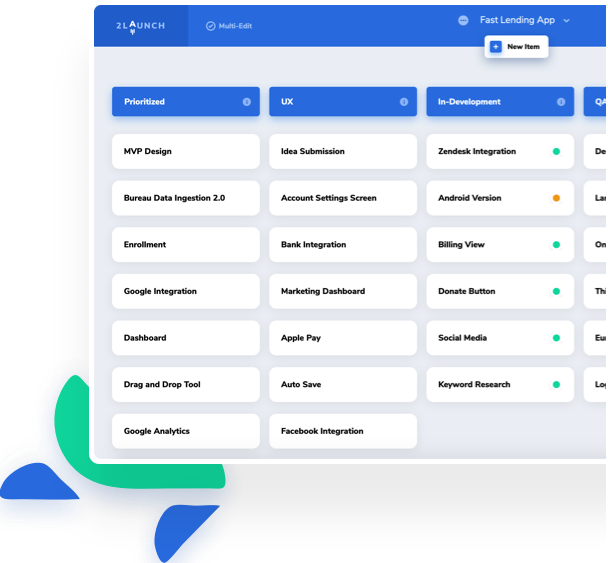 2LAUNCH
Multi-Edit
Fast Lending App
New Item
Prioritized
UX
In-Development
QA
MVP Design
Idea Submission
Zendesk Integration
De
Bureau Data Ingestion 2.0
Account Settings Screen
Android Version
Lan
Enrollment
Bank Integration
Billing View
On
Google Integration
Marketing Dashboard
Donate Button
Thi
Dashboard
Apple Pay
Social Media
Eur
Drag and Drop Tool
Auto Save
Keyword Research
Log
Google Analytics
Facebook Integration